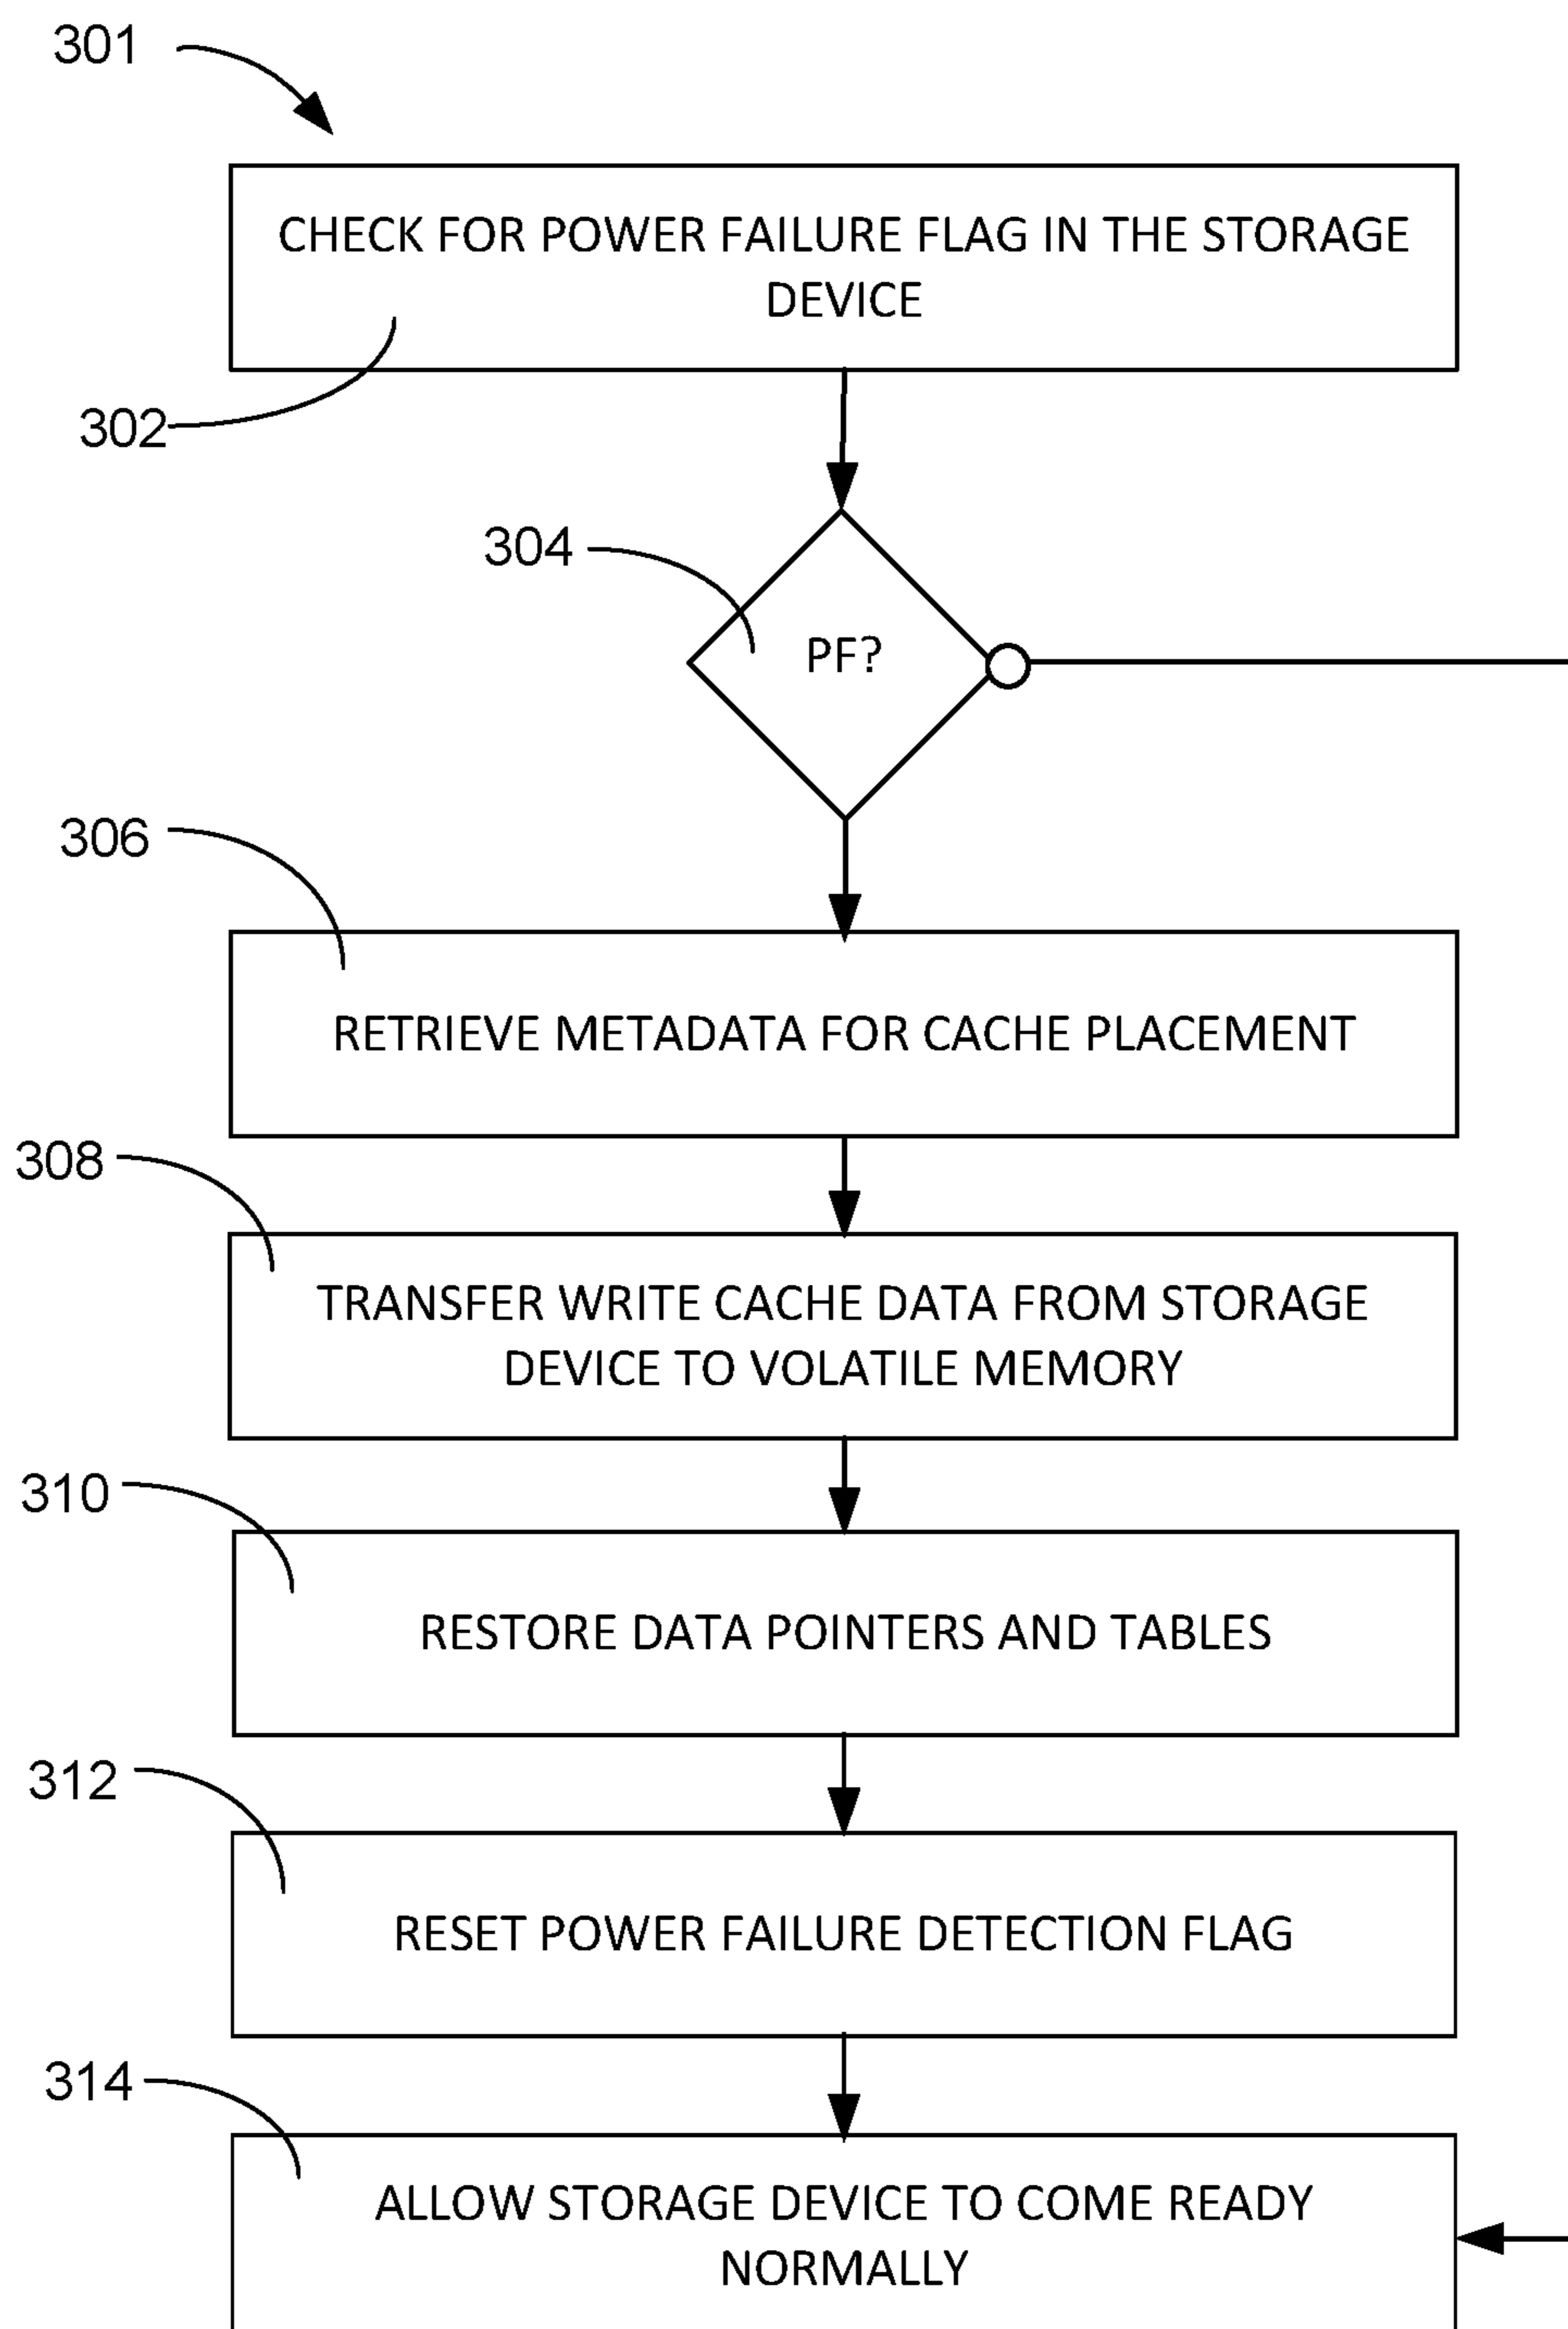 301
CHECK FOR POWER FAILURE FLAG IN THE STORAGE
DEVICE
302
304
PF?
306
RETRIEVE METADATA FOR CACHE PLACEMENT
308
TRANSFER WRITE CACHE DATA FROM STORAGE
DEVICE TO VOLATILE MEMORY
310
RESTORE DATA POINTERS AND TABLES
312
RESET POWER FAILURE DETECTION FLAG
314
ALLOW STORAGE DEVICE TO COME READY
NORMALLY